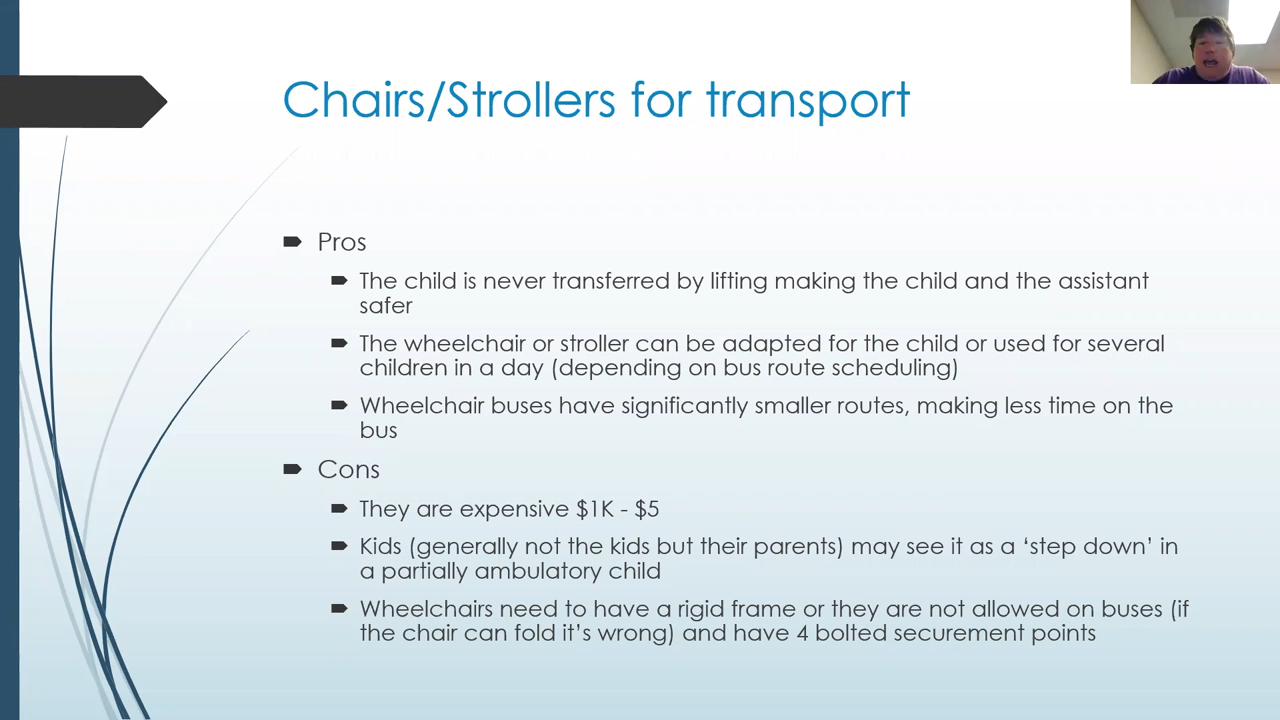 Chairs/Strollers for transport
Pros
The child is never transferred by lifting making the child and the assistant
safer
The wheelchair or stroller can be adapted for the child or used for several
children in a day (depending on bus route scheduling)
Wheelchair buses have significantly smaller routes, making less time on the
bus
Cons
They are expensive $1K - $5
Kids (generally not the kids but their parents) may see it as a ‘step down’ in
a partially ambulatory child
Wheelchairs need to have a rigid frame or they are not allowed on buses (if
the chair can fold it’s wrong) and have 4 bolted securement points